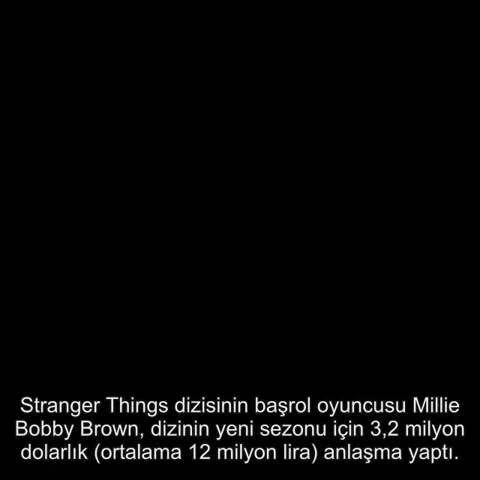 Stranger Things dizisinin başrol oyuncusu Millie
Bobby Brown, dizinin yeni sezonu için 3,2 milyon
dolarlık (ortalama 12 milyon lira) anlaşma yaptı.